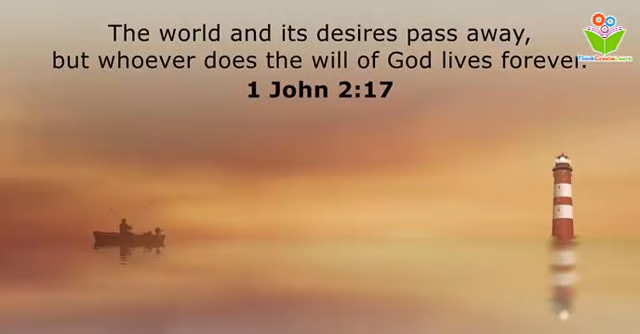 The world and its desires pass away,
but whoever does the will of God lives forever.
1 John 2:17
ThinkCreateLearn